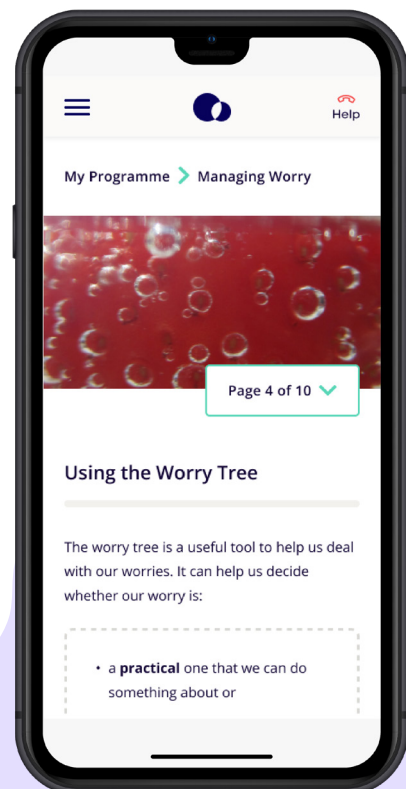 Help
My Programme > Managing Worry
Page 4 of 10
Using the Worry Tree
The worry tree is a useful tool to help us deal
with our worries. It can help us decide
whether our worry is:
• a practical one that we can do
something about or